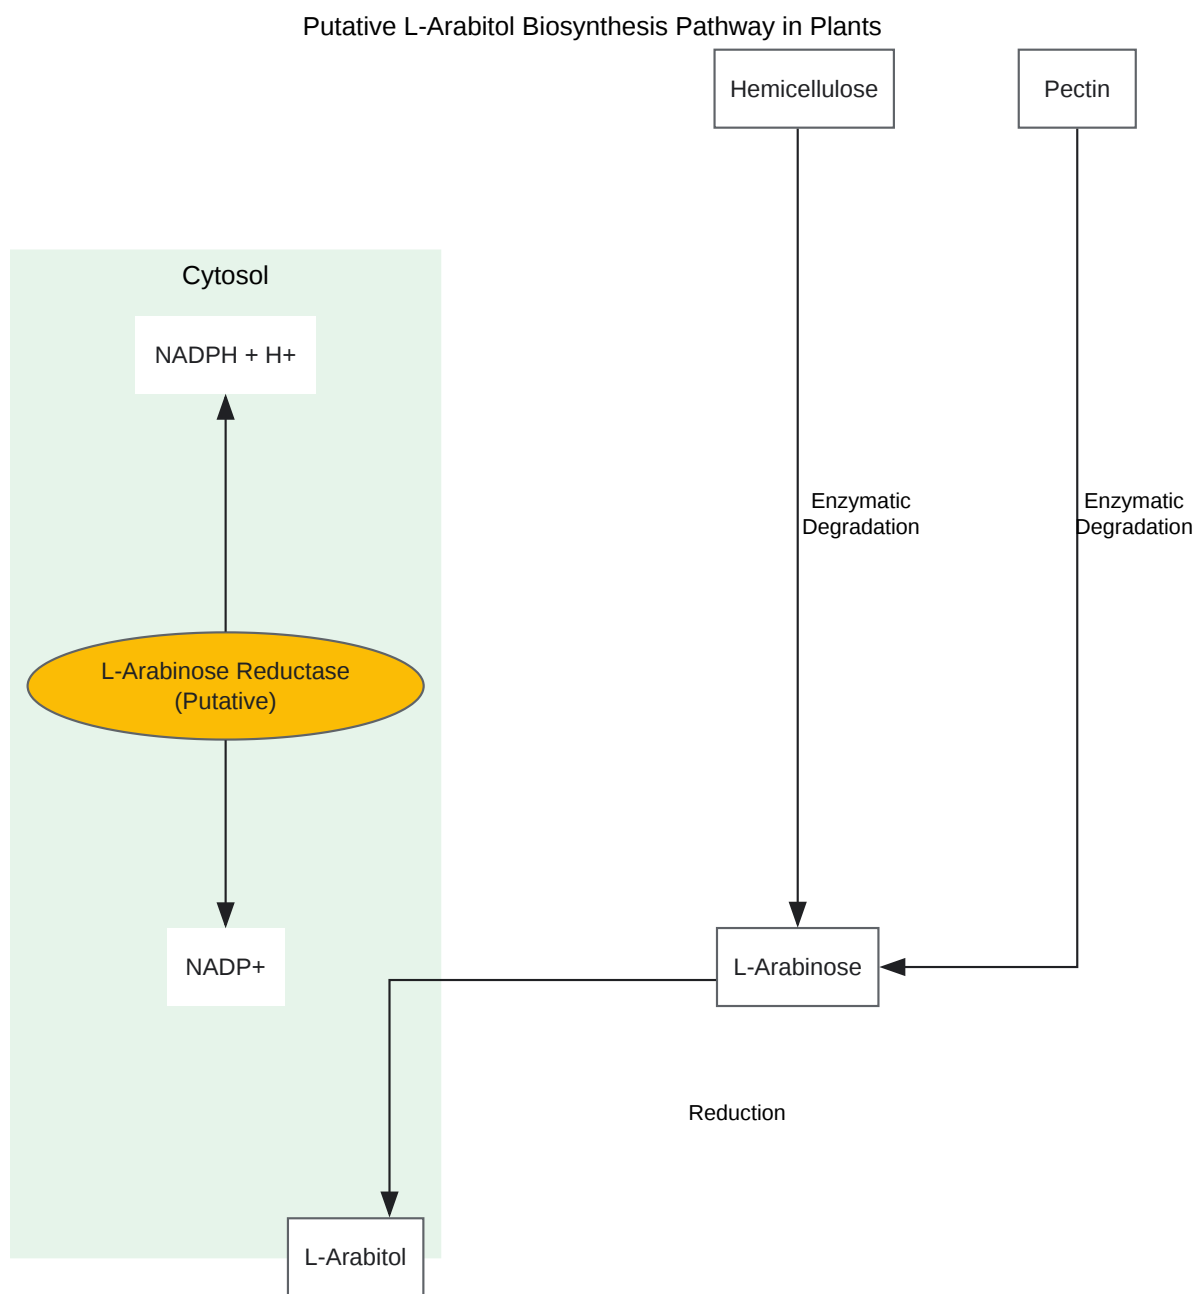 Putative L-Arabitol Biosynthesis Pathway in Plants
Hemicellulose
Pectin
Cytosol
NADPH + H+
Enzymatic
Degradation
Enzymatic
Degradation
L-Arabinose Reductase
(Putative)
NADP+
L-Arabinose
Reduction
L-Arabitol